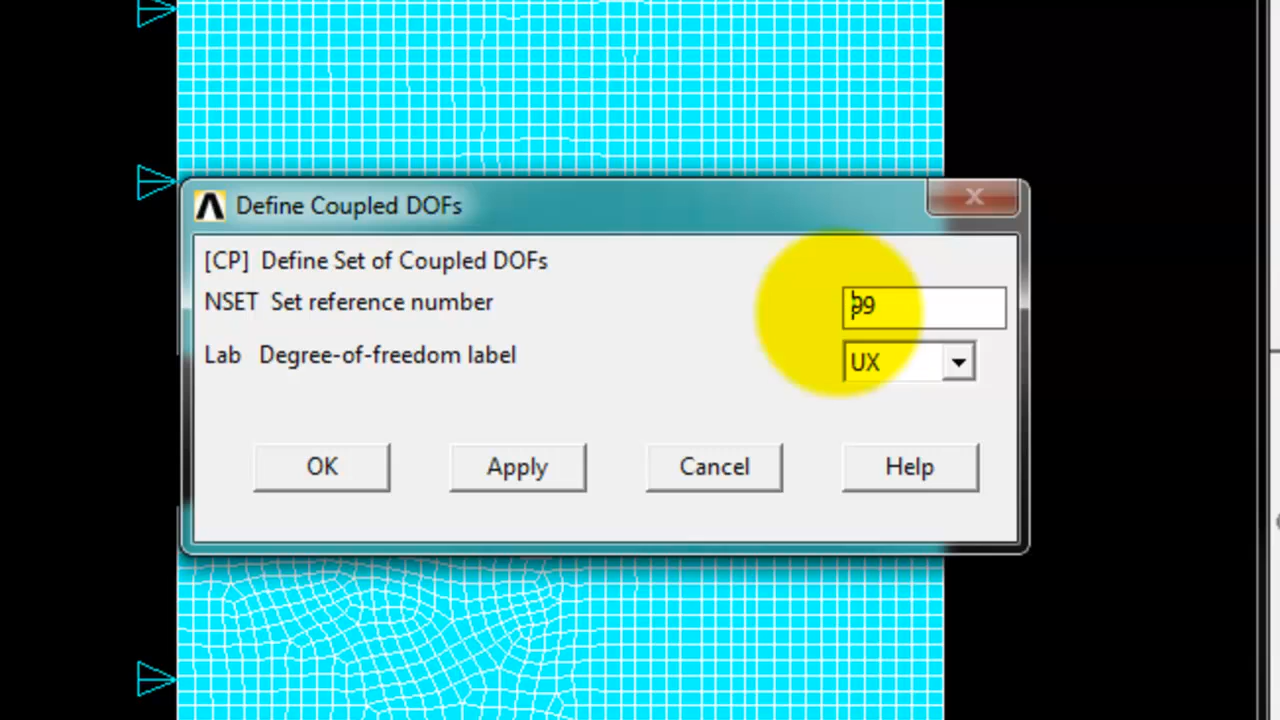 Define Coupled DOFs
[CP] Define Set of Coupled DOFs
NSET Set reference number
99
Lab Degree-of-freedom label
UX
OK Apply Cancel Help